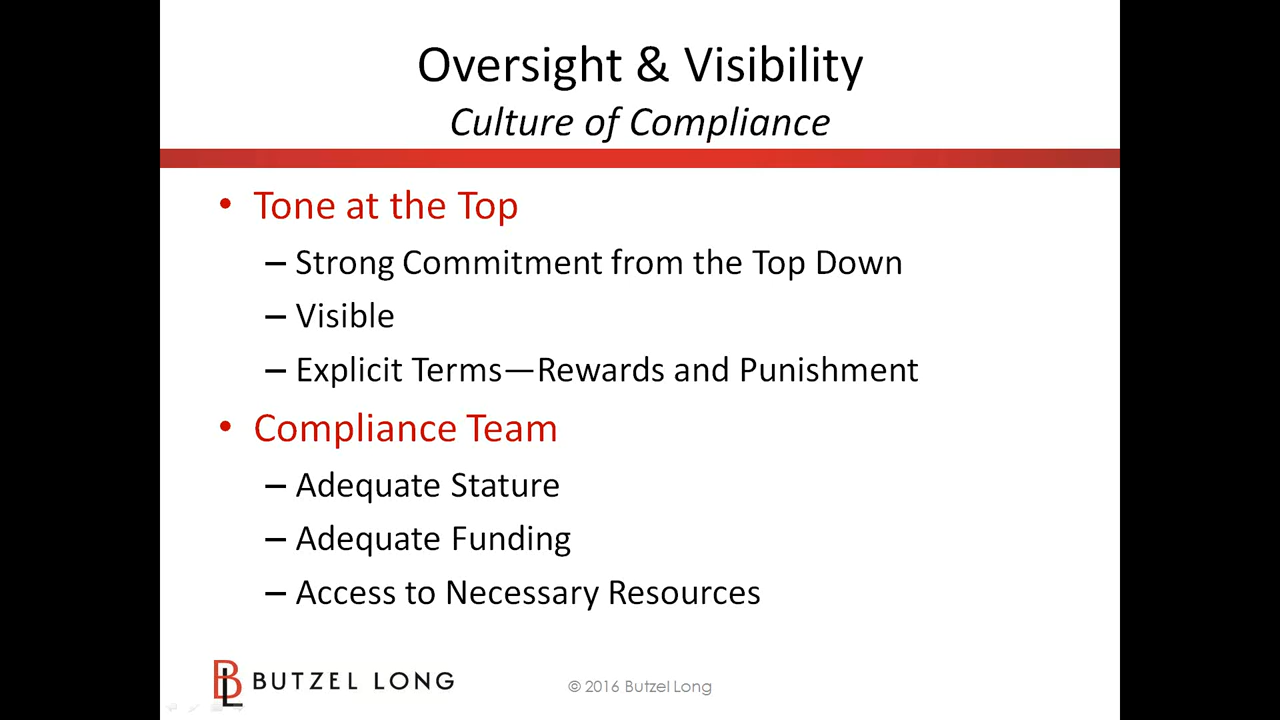 Oversight & Visibility
Culture of Compliance
• Tone at the Top
– Strong Commitment from the Top Down
– Visible
– Explicit Terms—Rewards and Punishment
• Compliance Team
– Adequate Stature
– Adequate Funding
– Access to Necessary Resources
BL BUTZEL LONG
© 2016 Butzel Long